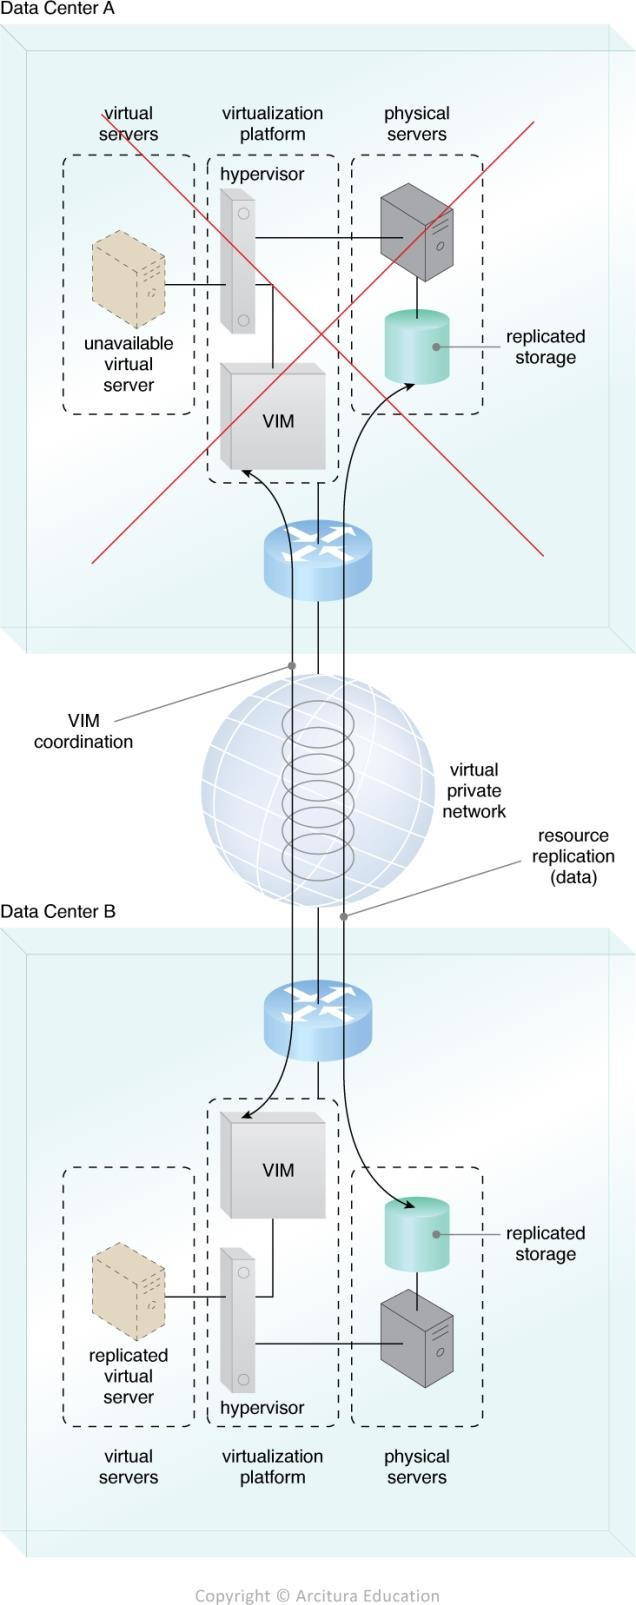 Data Center A
virtual
servers
virtualization
platform
physical
servers
hypervisor
unavailable
virtual
server
replicated
storage
VIM
VIM
coordination
virtual
private
network
resource
replication
(data)
Data Center B
VIM
replicated
storage
replicated
virtual
server
hypervisor
virtual
servers
virtualization
platform
physical
servers
Copyright © Arcitura Education